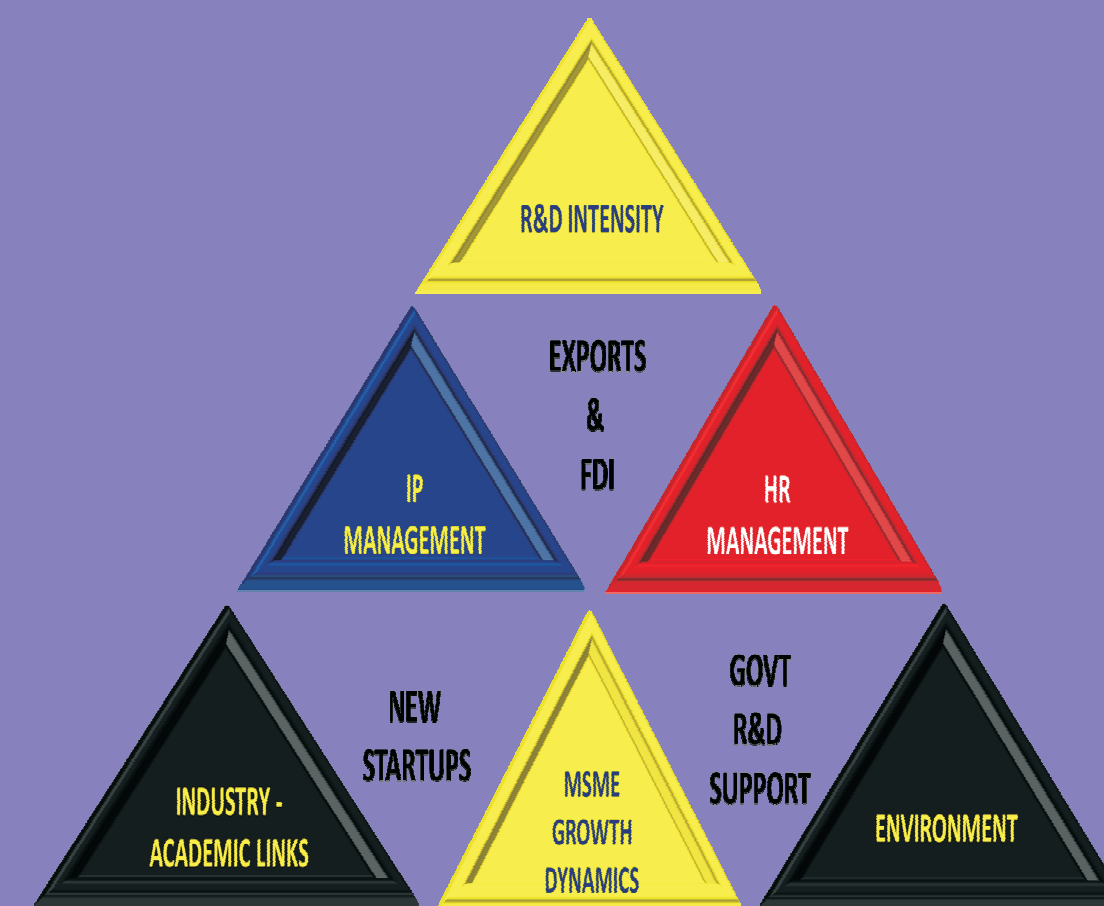 R&D INTENSITY
EXPORTS
&
FDI
IP
MANAGEMENT
HR
MANAGEMENT
NEW
STARTUPS
GOVT
R&D
SUPPORT
INDUSTRY -
ACADEMIC LINKS
MSME
GROWTH
DYNAMICS
ENVIRONMENT